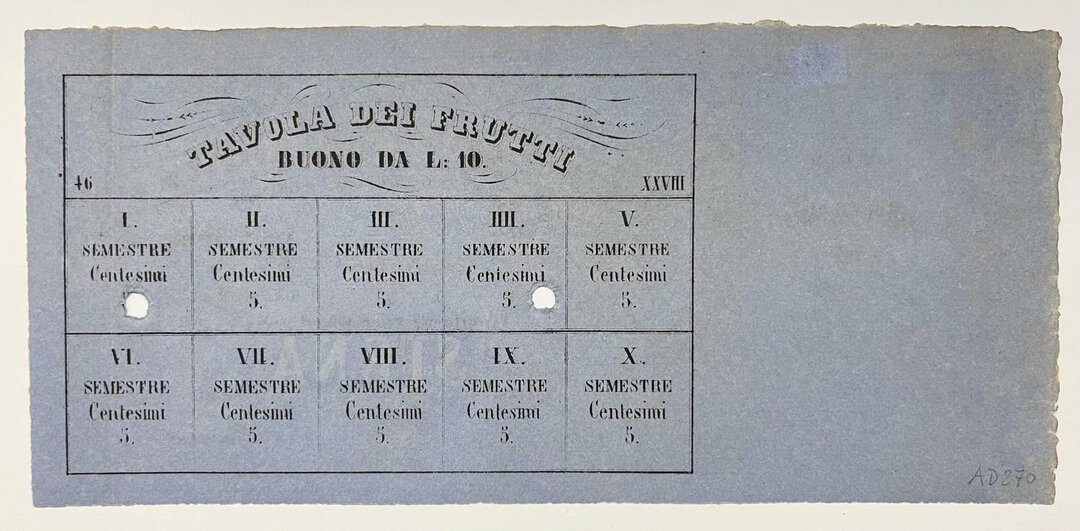 TAVOLA DEI FRUTTI
BUONO DA L: 10.
46 XXVIII
I. II. III. IIII. V.
SEMESTRE SEMESTRE SEMESTRE SEMESTRE SEMESTRE
Centesimi Centesimi Centesimi Centesimi Centesimi
5. 5. 5. 5.
VI. VII. VIII. IX. X.
SEMESTRE SEMESTRE SEMESTRE SEMESTRE SEMESTRE
Centesimi Centesimi Centesimi Centesimi Centesimi
5. 5. 5. 5. 5.
AD270